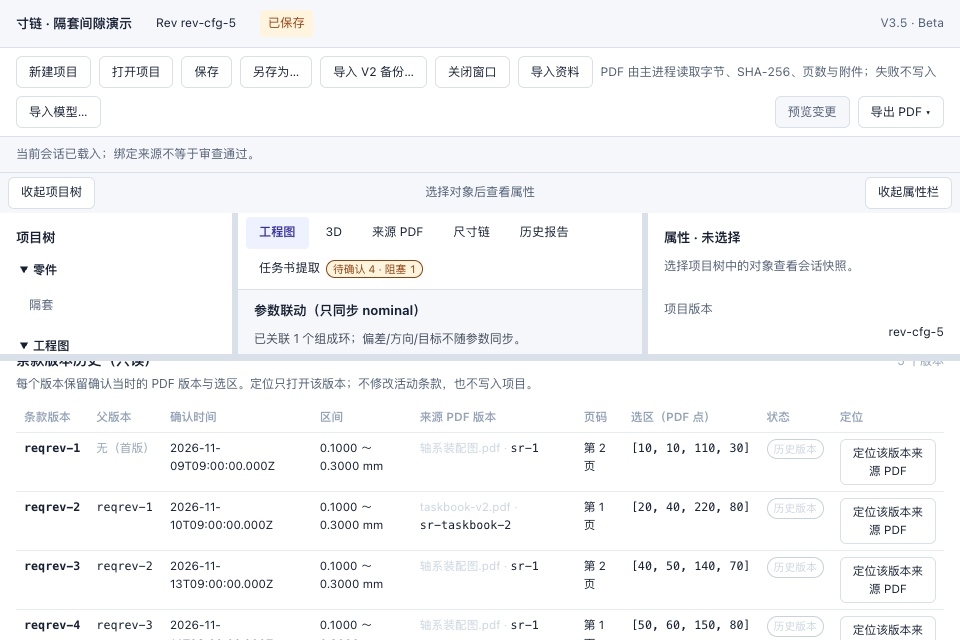 寸链 · 隔套间隙演示 Rev rev-cfg-5 已保存 V3.5 · Beta
新建项目 打开项目 保存 另存为… 导入 V2 备份… 关闭窗口 导入资料 PDF 由主进程读取字节、SHA-256、页数与附件；失败不写入
导入模型… 预览变更 导出 PDF ▾
当前会话已载入；绑定来源不等于审查通过。
收起项目树 选择对象后查看属性 收起属性栏
项目树
▼ 零件
隔套
▼ 工程图
工程图 3D 来源 PDF 尺寸链 历史报告
任务书提取 待确认 4 · 阻塞 1
参数联动（只同步 nominal）
已关联 1 个组成环；偏差/方向/目标不随参数同步。
属性 · 未选择
选择项目树中的对象查看会话快照。
项目版本
rev-cfg-5
条款版本历史（只读） 5 个版本
每个版本保留确认当时的 PDF 版本与选区。定位只打开该版本；不修改活动条款，也不写入项目。
条款版本 父版本 确认时间 区间 来源 PDF 版本 页码 选区（PDF 点） 状态 定位
reqrev-1 无（首版） 2026-11-09T09:00:00.000Z 0.1000 ～ 0.3000 mm 轴系装配图.pdf · sr-1 第 2 页 [10, 10, 110, 30] 历史版本 定位该版本来源 PDF
reqrev-2 reqrev-1 2026-11-10T09:00:00.000Z 0.1000 ～ 0.3000 mm taskbook-v2.pdf · sr-taskbook-2 第 1 页 [20, 40, 220, 80] 历史版本 定位该版本来源 PDF
reqrev-3 reqrev-2 2026-11-13T09:00:00.000Z 0.1000 ～ 0.3000 mm 轴系装配图.pdf · sr-1 第 2 页 [40, 50, 140, 70] 历史版本 定位该版本来源 PDF
reqrev-4 reqrev-3 2026-11- 0.1000 ～ 轴系装配图.pdf · sr-1 第 1 [50, 60, 150, 80] 历史版本 定位该版本来